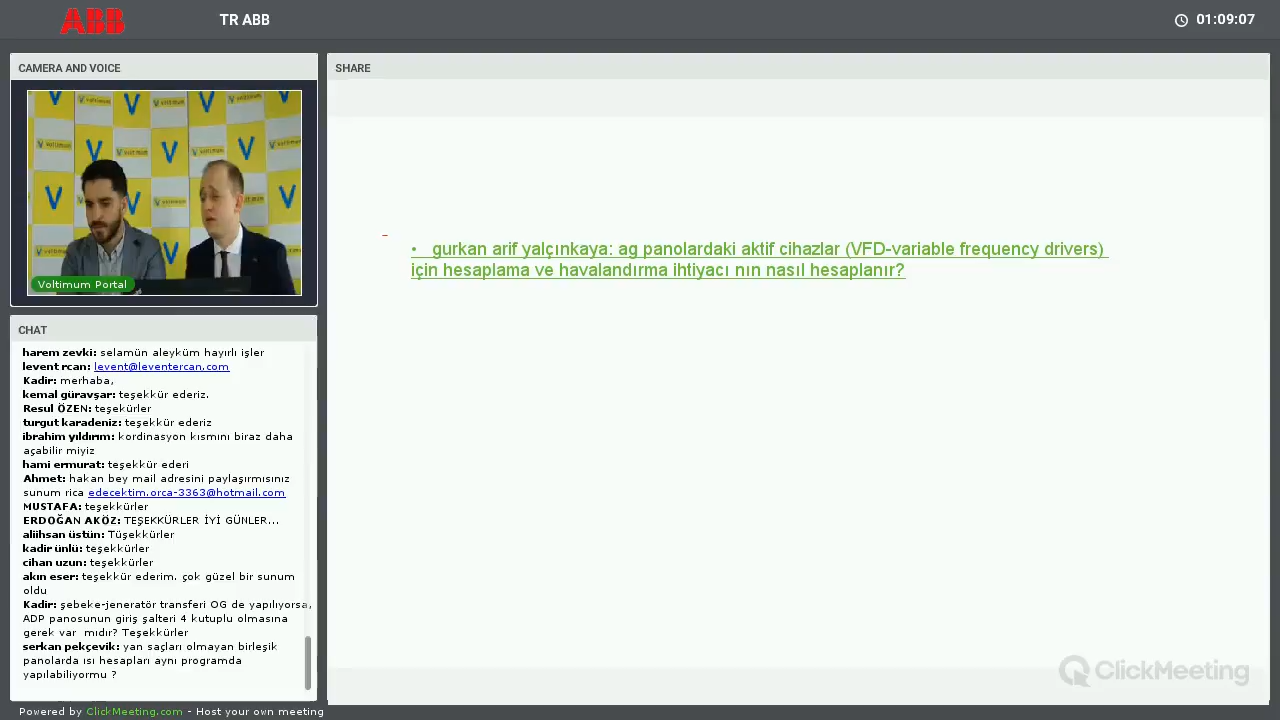 ABB
TR ABB
01:09:07
CAMERA AND VOICE
SHARE
voltimum
voltimum
voltimum
voltimum
Voltimum Portal
• gurkan arif yalçınkaya: ag panolardaki aktif cihazlar (VFD-variable frequency drivers)
için hesaplama ve havalandırma ihtiyacı nın nasıl hesaplanır?
CHAT
harem zevki: selamün aleyküm hayırlı işler
levent rcan: levent@leventercan.com
Kadir: merhaba,
kemal güravşar: teşekkür ederiz.
Resul ÖZEN: teşekürler
turgut karadeniz: teşekkür ederiz
ibrahim yıldırım: kordinasyon kısmını biraz daha
açabilir miyiz
hami ermurat: teşekkür ederi
Ahmet: hakan bey mail adresini paylaşırmısınız
sunum rica edecektim.orca-3363@hotmail.com
MUSTAFA: teşekkürler
ERDOĞAN AKÖZ: TEŞEKKÜRLER İYİ GÜNLER...
aliihsan üstün: Tüşekkürler
kadir ünlü: teşekkürler
cihan uzun: teşekkürler
akın eser: teşekkür ederim. çok güzel bir sunum
oldu
Kadir: şebeke-jeneratör transferi OG de yapılıyorsa,
ADP panosunun giriş şalteri 4 kutuplu olmasına
gerek var mıdır? Teşekkürler
serkan pekçevik: yan saçları olmayan birleşik
panolarda ısı hesapları aynı programda
yapılabiliyormu ?
ClickMeeting
Powered by ClickMeeting.com - Host your own meeting